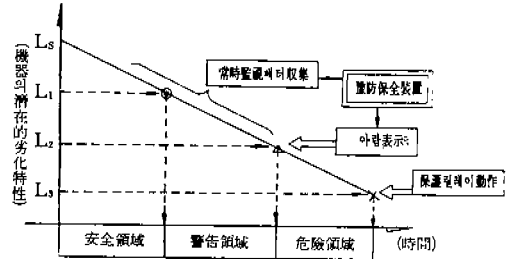 (機器의潛在的劣化特性)
LS
L1
L2
L3
常時監視데이터收集
豫防保全裝置
아람表示
保護릴레이動作
安全領域
警告領域
危險領域
(時間)